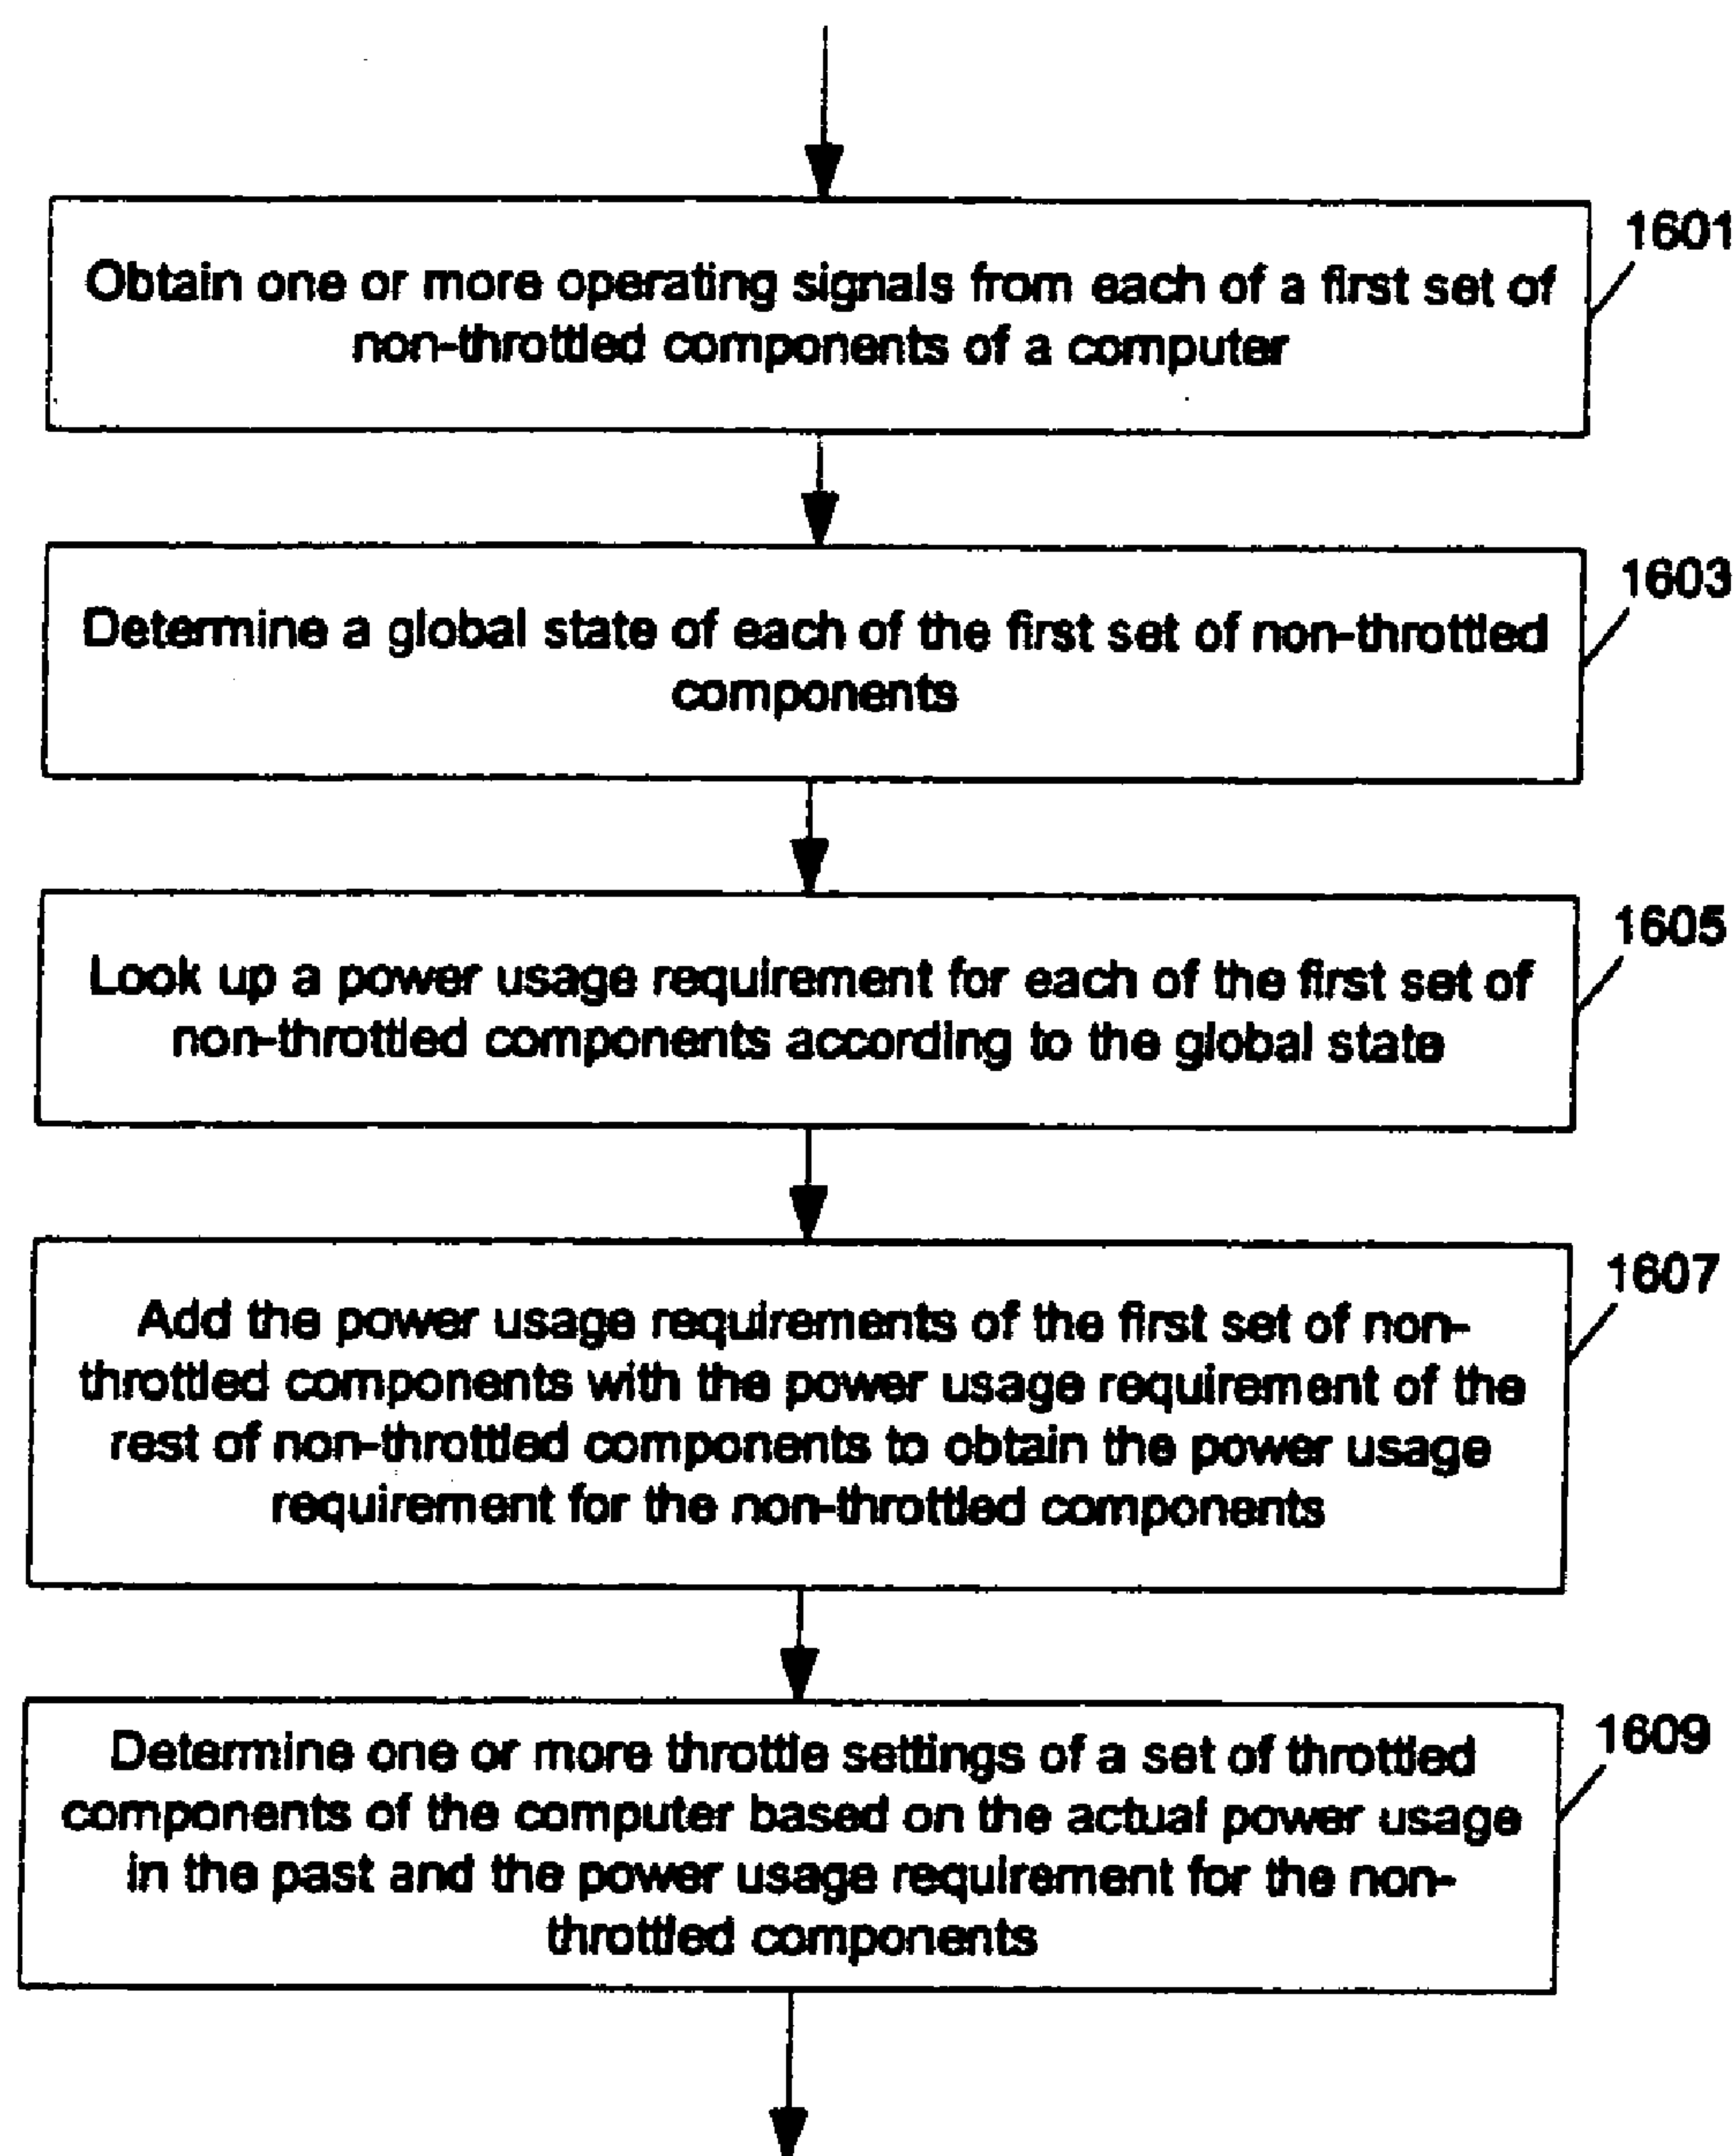 1601
Obtain one or more operating signals from each of a first set of
non-throttled components of a computer
1603
Determine a global state of each of the first set of non-throttled
components
1605
Look up a power usage requirement for each of the first set of
non-throttled components according to the global state
1607
Add the power usage requirements of the first set of non-
throttled components with the power usage requirement of the
rest of non-throttled components to obtain the power usage
requirement for the non-throttled components
1609
Determine one or more throttle settings of a set of throttled
components of the computer based on the actual power usage
in the past and the power usage requirement for the non-
throttled components